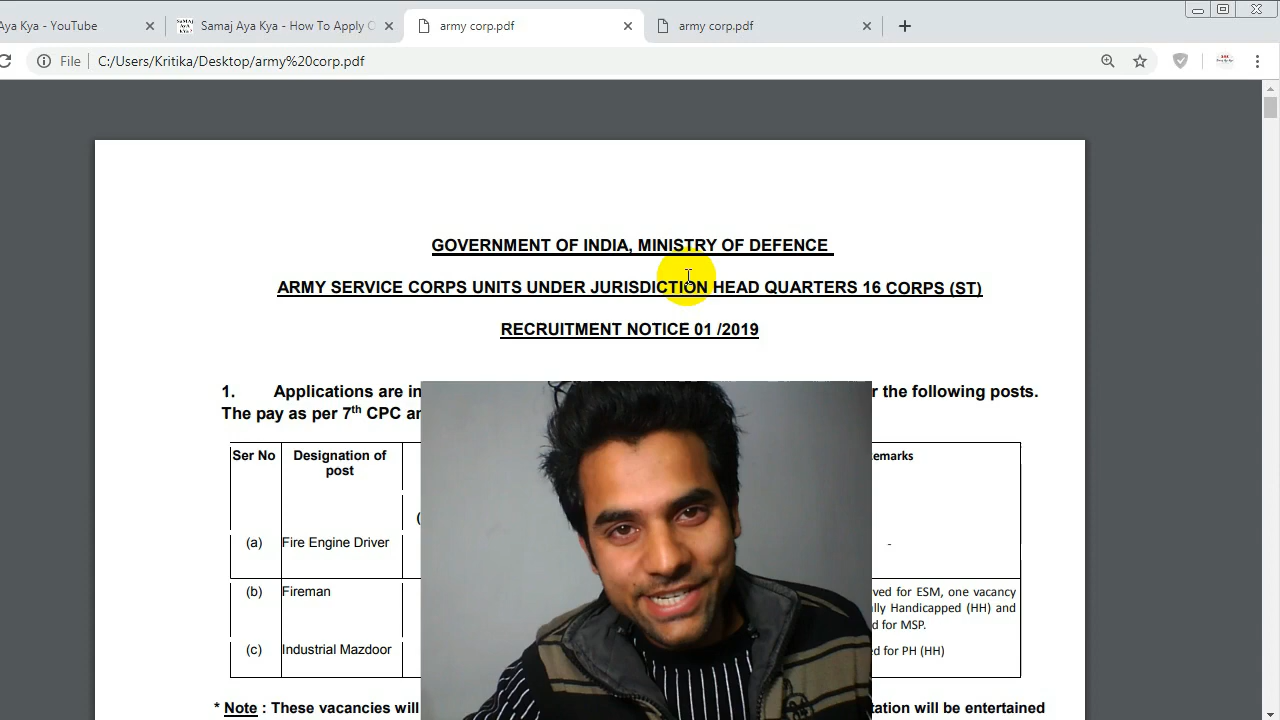 Aya Kya - YouTube
SAMAJ AYA KYA
Samaj Aya Kya - How To Apply O
army corp.pdf
army corp.pdf
File
C:/Users/Kritika/Desktop/army%20corp.pdf
GOVERNMENT OF INDIA, MINISTRY OF DEFENCE
ARMY SERVICE CORPS UNITS UNDER JURISDICTION HEAD QUARTERS 16 CORPS (ST)
RECRUITMENT NOTICE 01 /2019
1. Applications are in r the following posts.
The pay as per 7th CPC an
Ser No Designation of emarks
post
(
(a) Fire Engine Driver -
(b) Fireman ved for ESM, one vacancy
lly Handicapped (HH) and
d for MSP.
(c) Industrial Mazdoor ed for PH (HH)
* Note : These vacancies will tation will be entertained